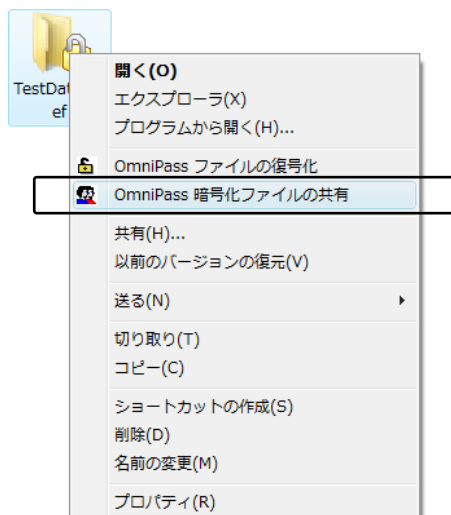 TestDat
ef
開く(O)
エクスプローラ(X)
プログラムから開く(H)...
OmniPass ファイルの復号化
OmniPass 暗号化ファイルの共有
共有(H)...
以前のバージョンの復元(V)
送る(N)
切り取り(T)
コピー(C)
ショートカットの作成(S)
削除(D)
名前の変更(M)
プロパティ(R)